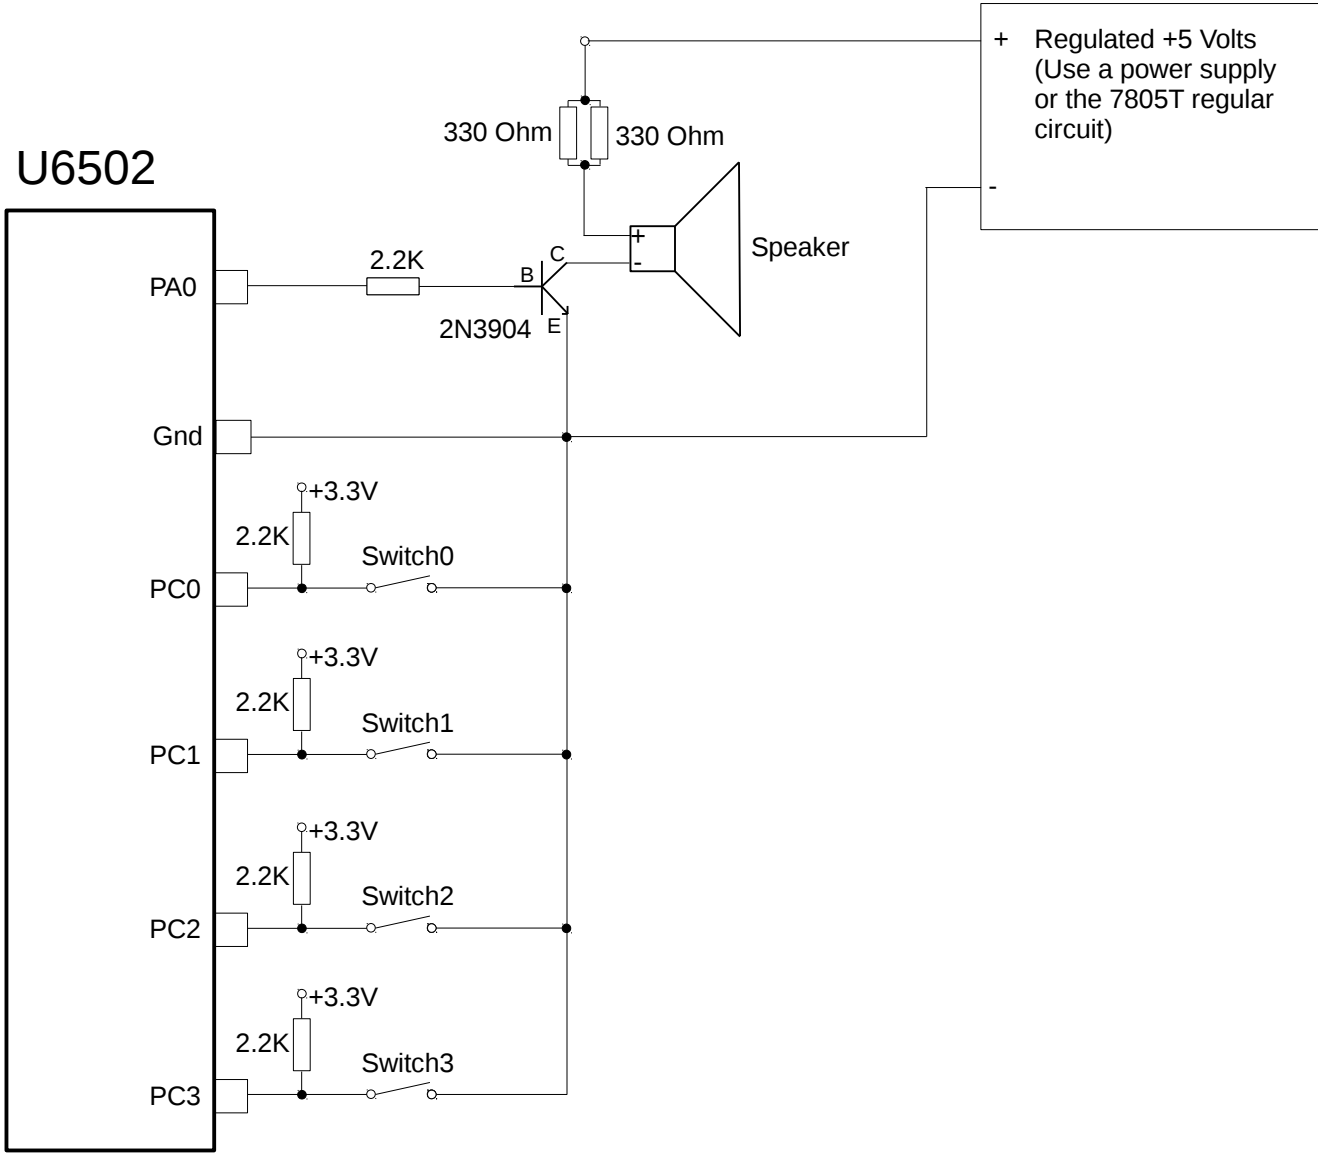 + Regulated +5 Volts
(Use a power supply
or the 7805T regular
circuit)
-
330 Ohm 330 Ohm
U6502
+
-
Speaker
2.2K
PA0
B
C
E
2N3904
Gnd
+3.3V
2.2K
Switch0
PC0
+3.3V
2.2K
Switch1
PC1
+3.3V
2.2K
Switch2
PC2
+3.3V
2.2K
Switch3
PC3